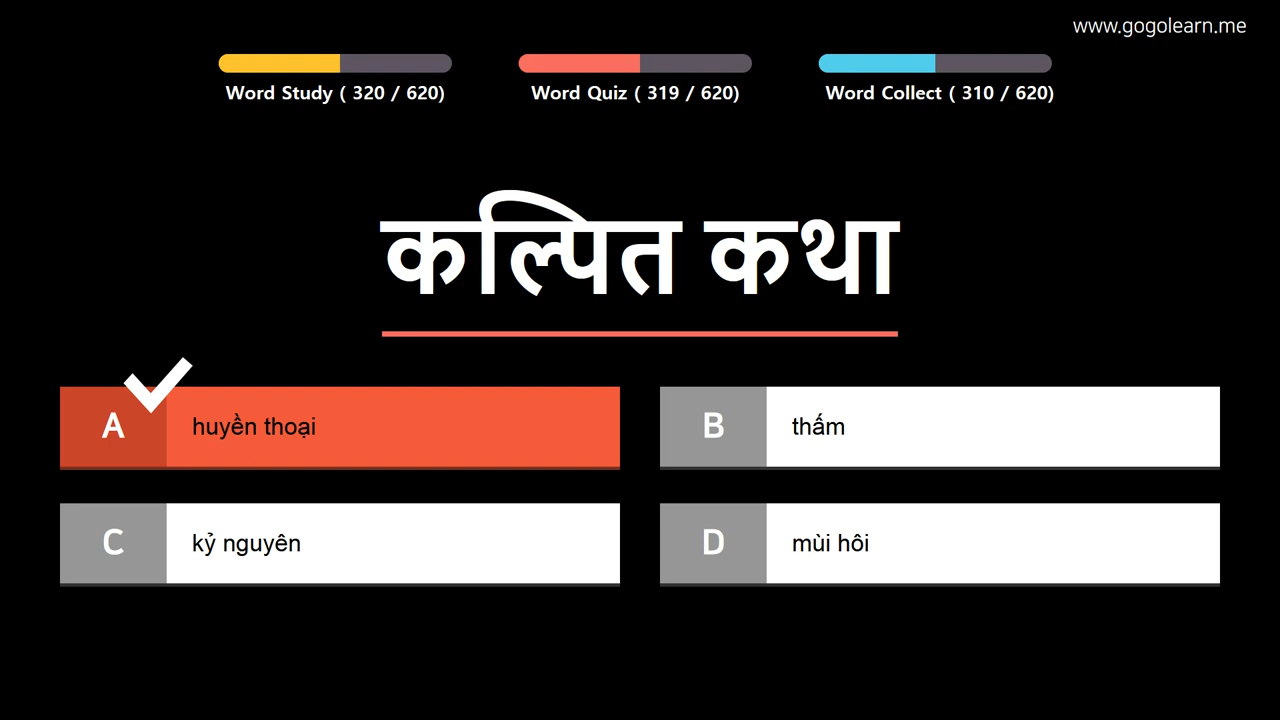 www.gogolearn.me
Word Study ( 320 / 620)
Word Quiz ( 319 / 620)
Word Collect ( 310 / 620)
कल्पित कथा
A huyền thoại
B thấm
C kỷ nguyên
D mùi hôi